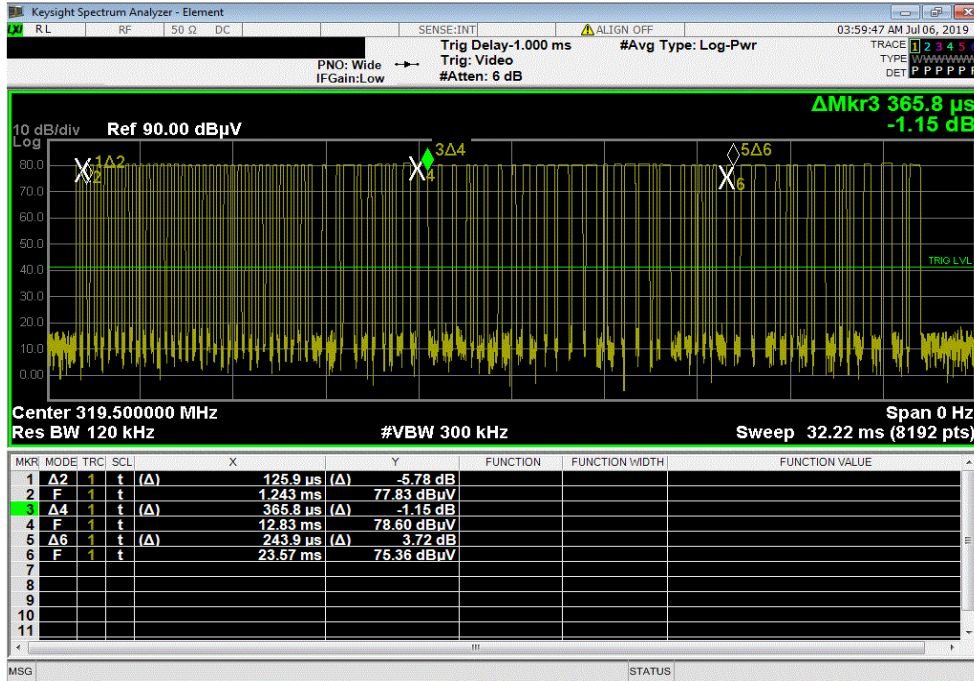 Keysight Spectrum Analyzer - Element
LXI RL RF 50 Ω DC SENSE:INT ALIGN OFF 03:59:47 AM Jul 06, 2019
Trig Delay-1.000 ms #Avg Type: Log-Pwr TRACE 1 2 3 4 5
PNO: Wide Trig: Video TYPE WWWWWW
IFGain:Low #Atten: 6 dB DET P P P P P
ΔMkr3 365.8 µs
10 dB/div Ref 90.00 dBµV -1.15 dB
Log
80.0 1Δ2 2 3Δ4 4 5Δ6 6
70.0
60.0
50.0
40.0 TRIG LVL
30.0
20.0
10.0
0.00
Center 319.500000 MHz Span 0 Hz
Res BW 120 kHz #VBW 300 kHz Sweep 32.22 ms (8192 pts)
MKR MODE TRC SCL X Y FUNCTION FUNCTION WIDTH FUNCTION VALUE
1 Δ2 1 t (Δ) 125.9 µs (Δ) -5.78 dB
2 F 1 t 1.243 ms 77.83 dBµV
3 Δ4 1 t (Δ) 365.8 µs (Δ) -1.15 dB
4 F 1 t 12.83 ms 78.60 dBµV
5 Δ6 1 t (Δ) 243.9 µs (Δ) 3.72 dB
6 F 1 t 23.57 ms 75.36 dBµV
7
8
9
10
11
MSG STATUS